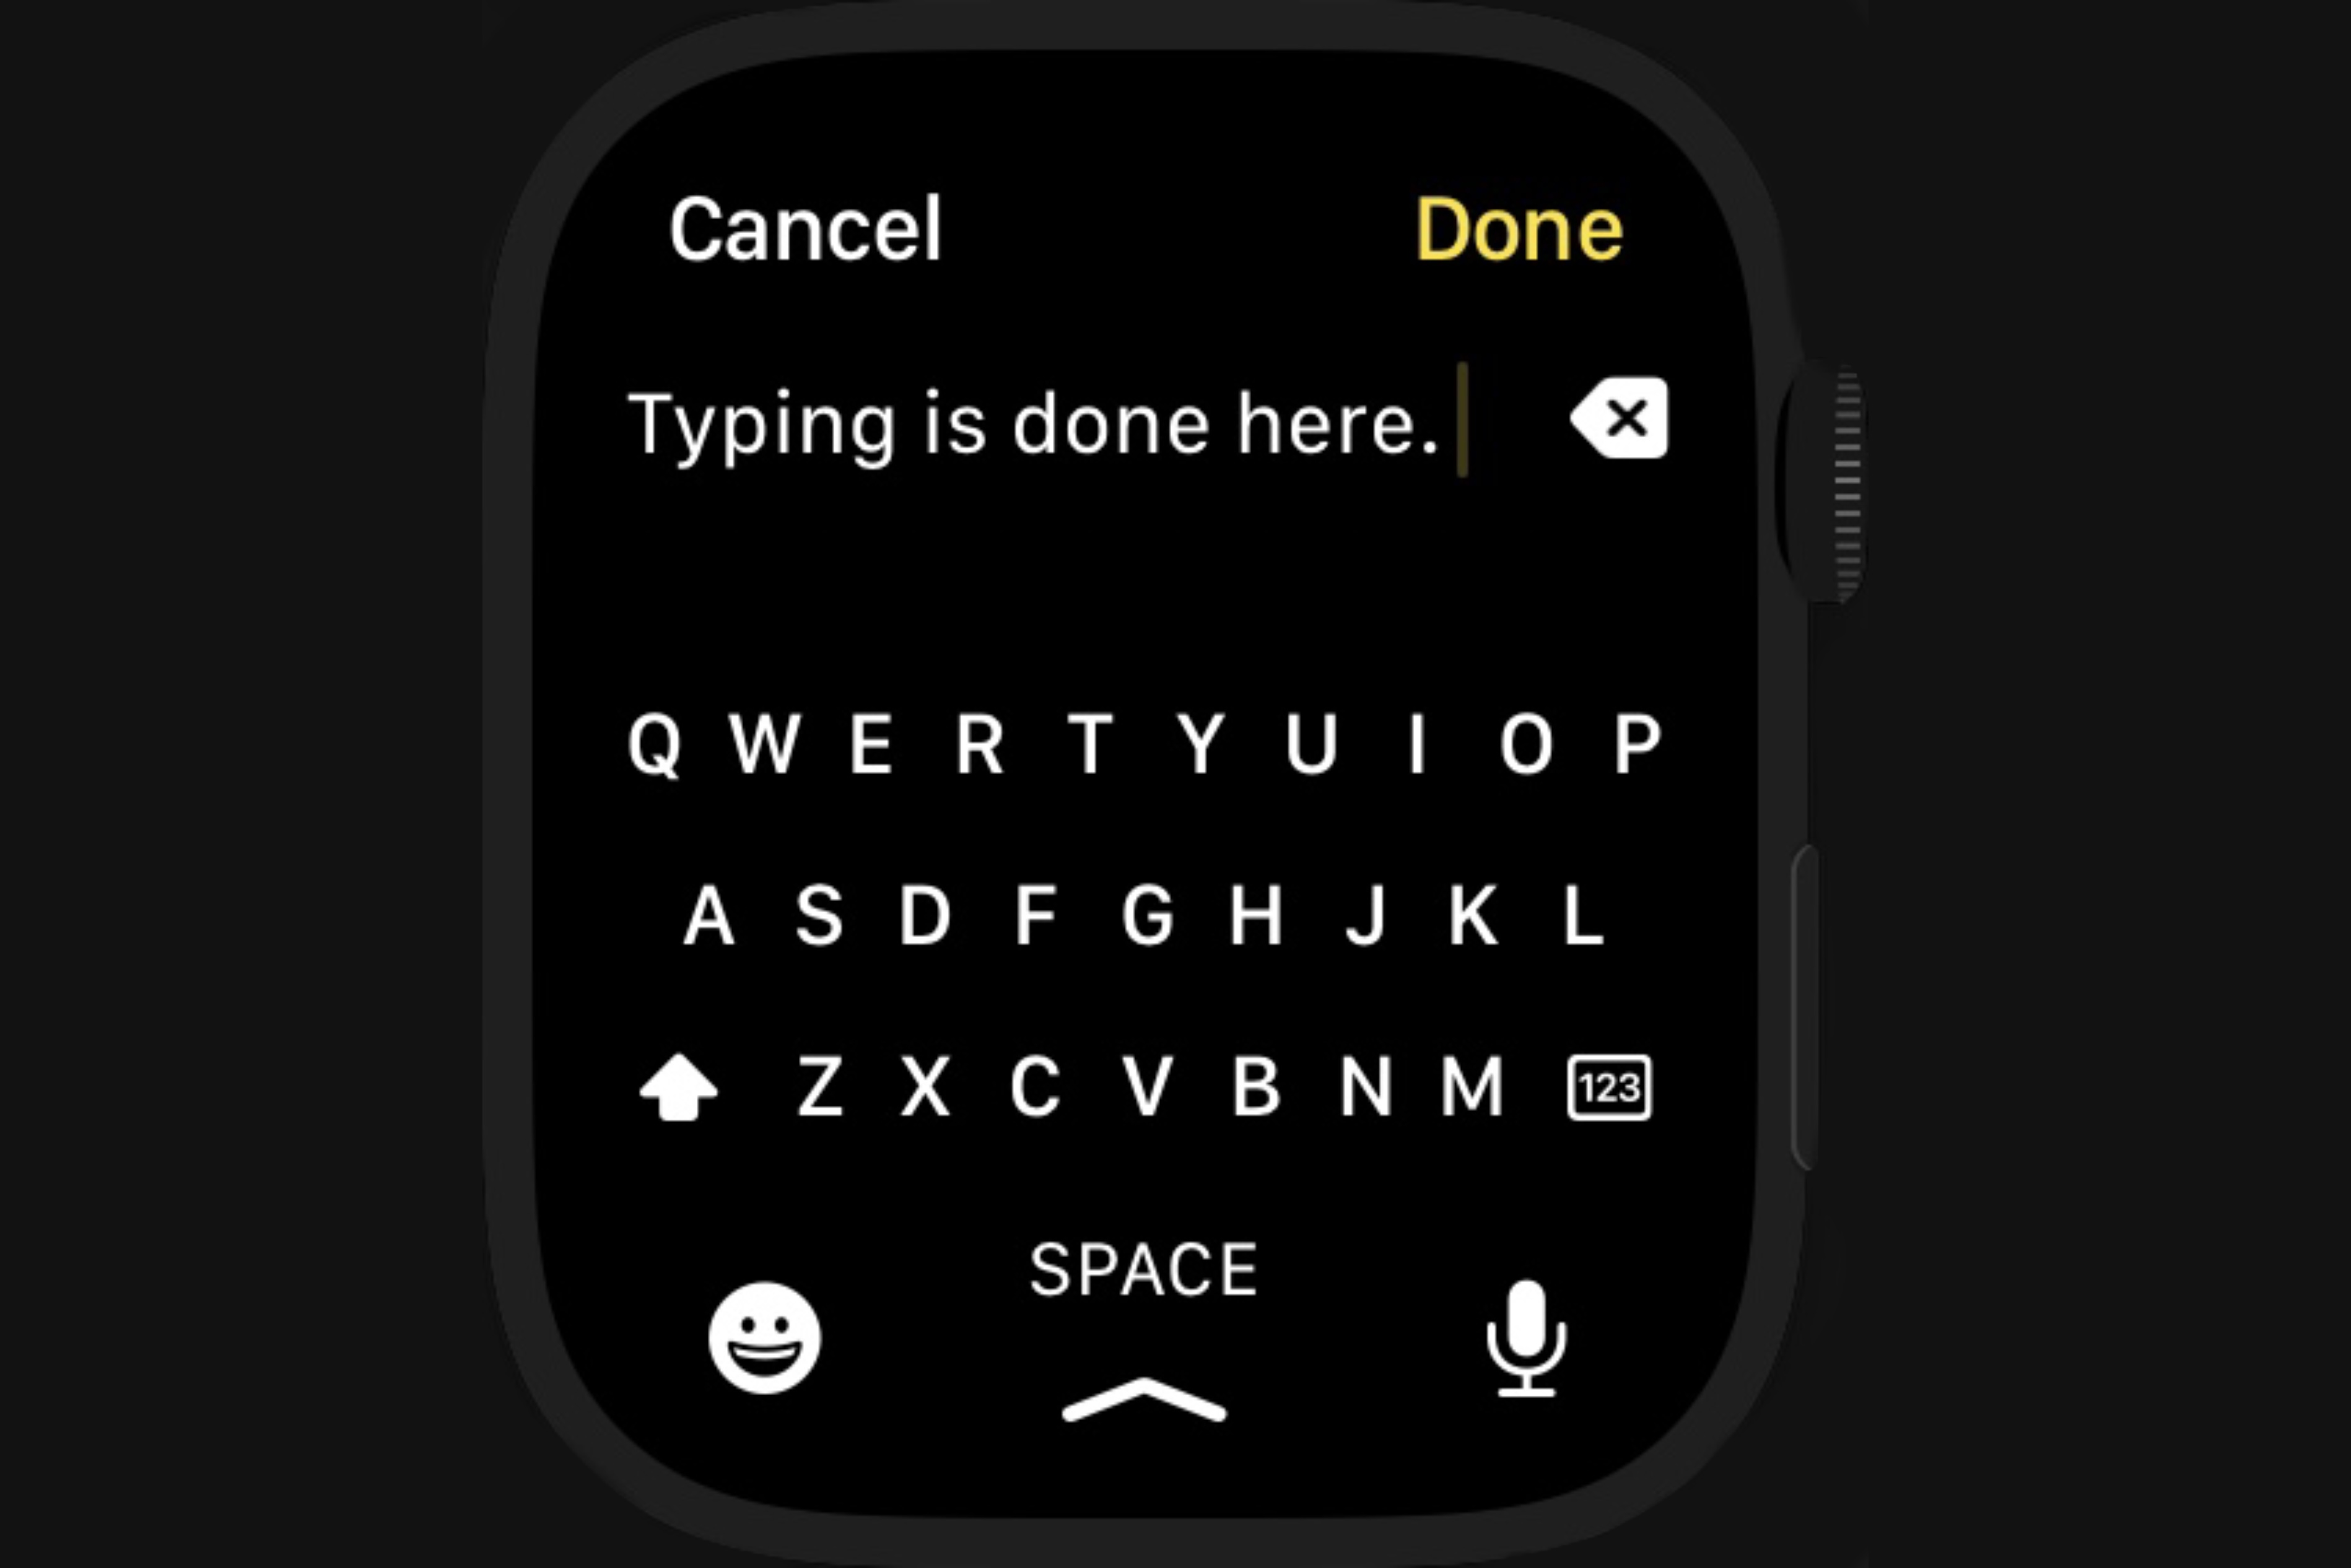 Cancel Done
Typing is done here.
Q W E R T Y U I O P
A S D F G H J K L
Z X C V B N M 123
SPACE